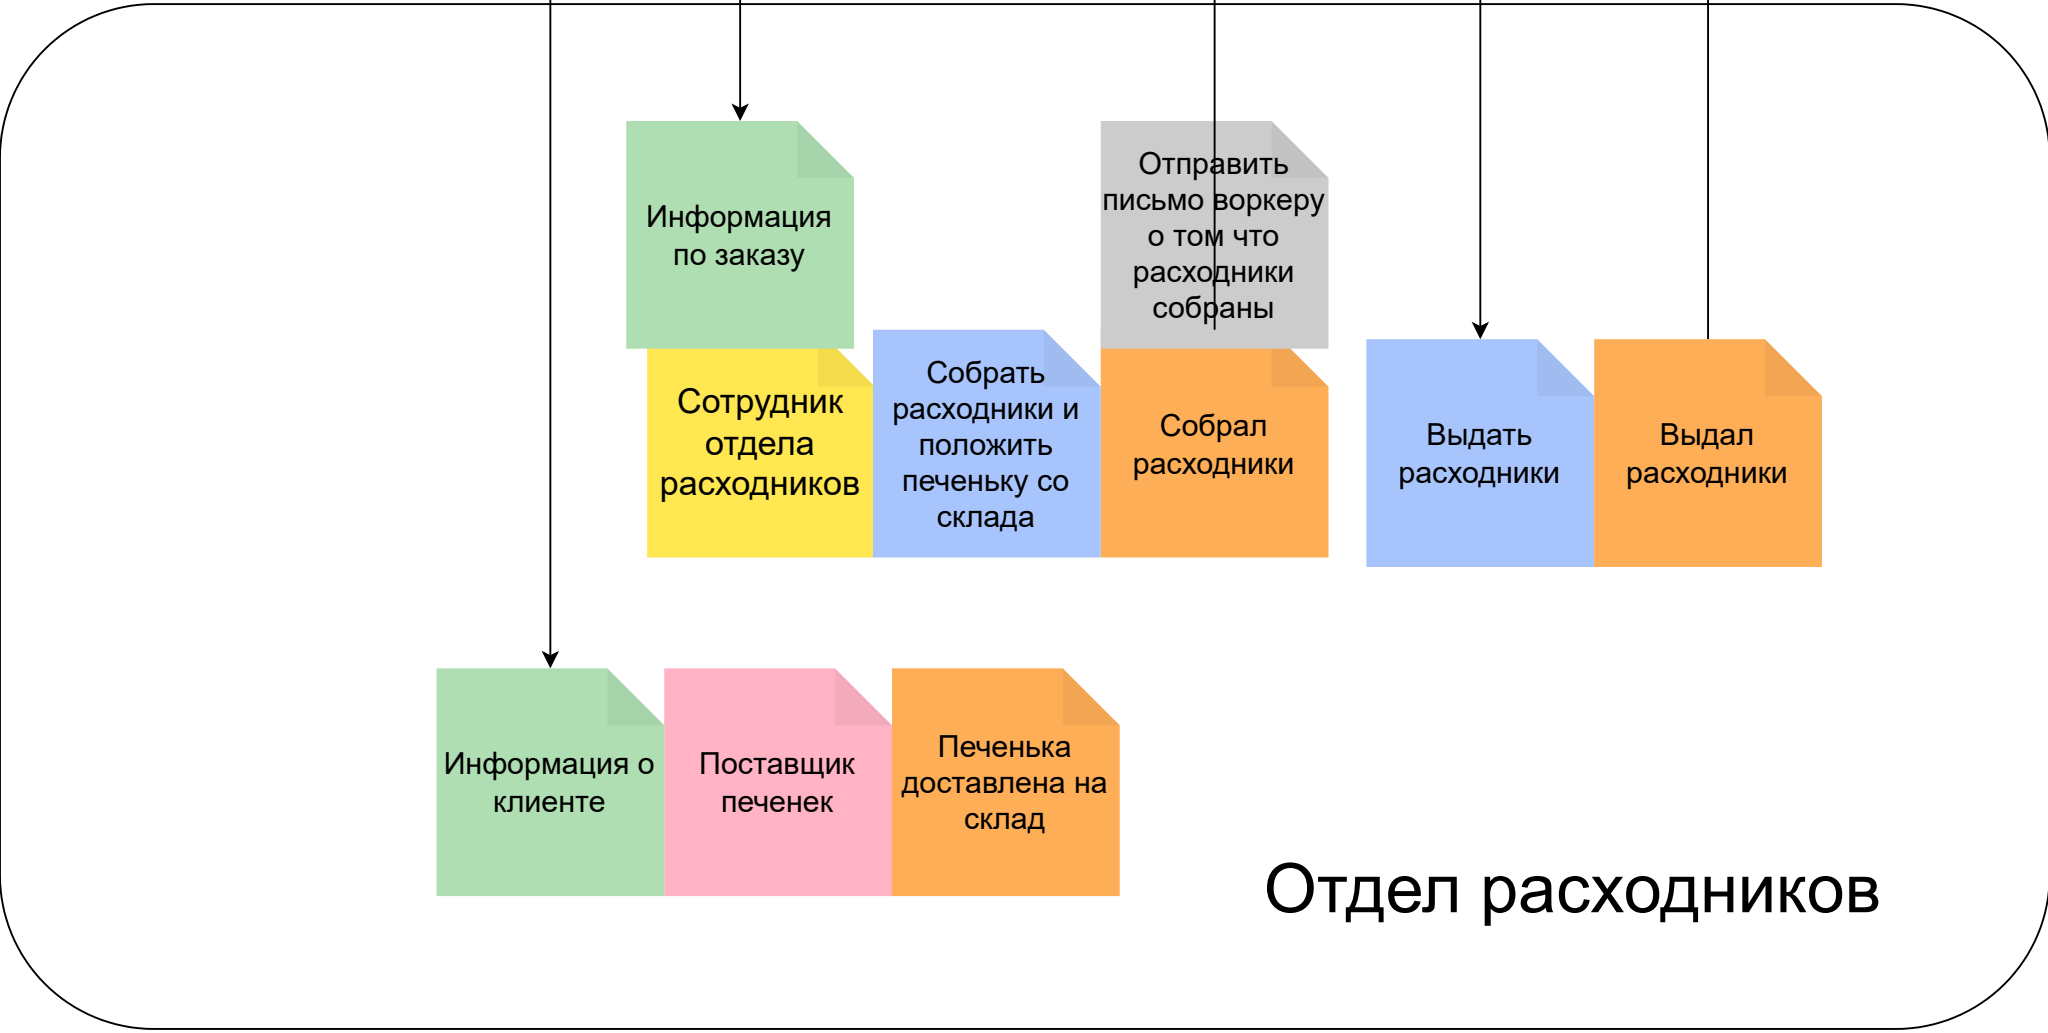 Информация
по заказу
Отправить
письмо воркеру
о том что
расходники
собраны
Сотрудник
отдела
расходников
Собрать
расходники и
положить
печеньку со
склада
Собрал
расходники
Выдать
расходники
Выдал
расходники
Информация о
клиенте
Поставщик
печенек
Печенька
доставлена на
склад
Отдел расходников